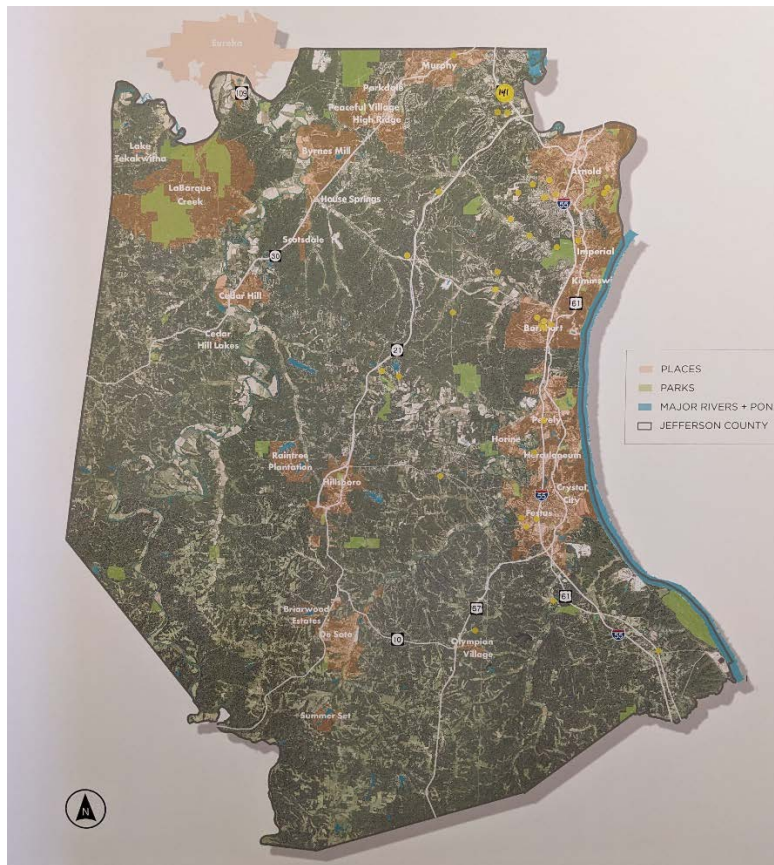 Eureka
Murphy
109
141
Parkdale
Peaceful Village
High Ridge
Lake
Tekakwitha
Byrnes Mill
Arnold
LaBarque
Creek
House Springs
55
Scotsdale
Imperial
30
Kimmswick
Cedar Hill
61
Barnhart
Cedar
Hill Lakes
21
PLACES
PARKS
MAJOR RIVERS + PON
JEFFERSON COUNTY
Pevely
Horine
Raintree
Plantation
Herculaneum
Hillsboro
Crystal
City
55
Festus
Briarwood
Estates
67
61
De Soto
10
Olympian
Village
55
Summer Set
N